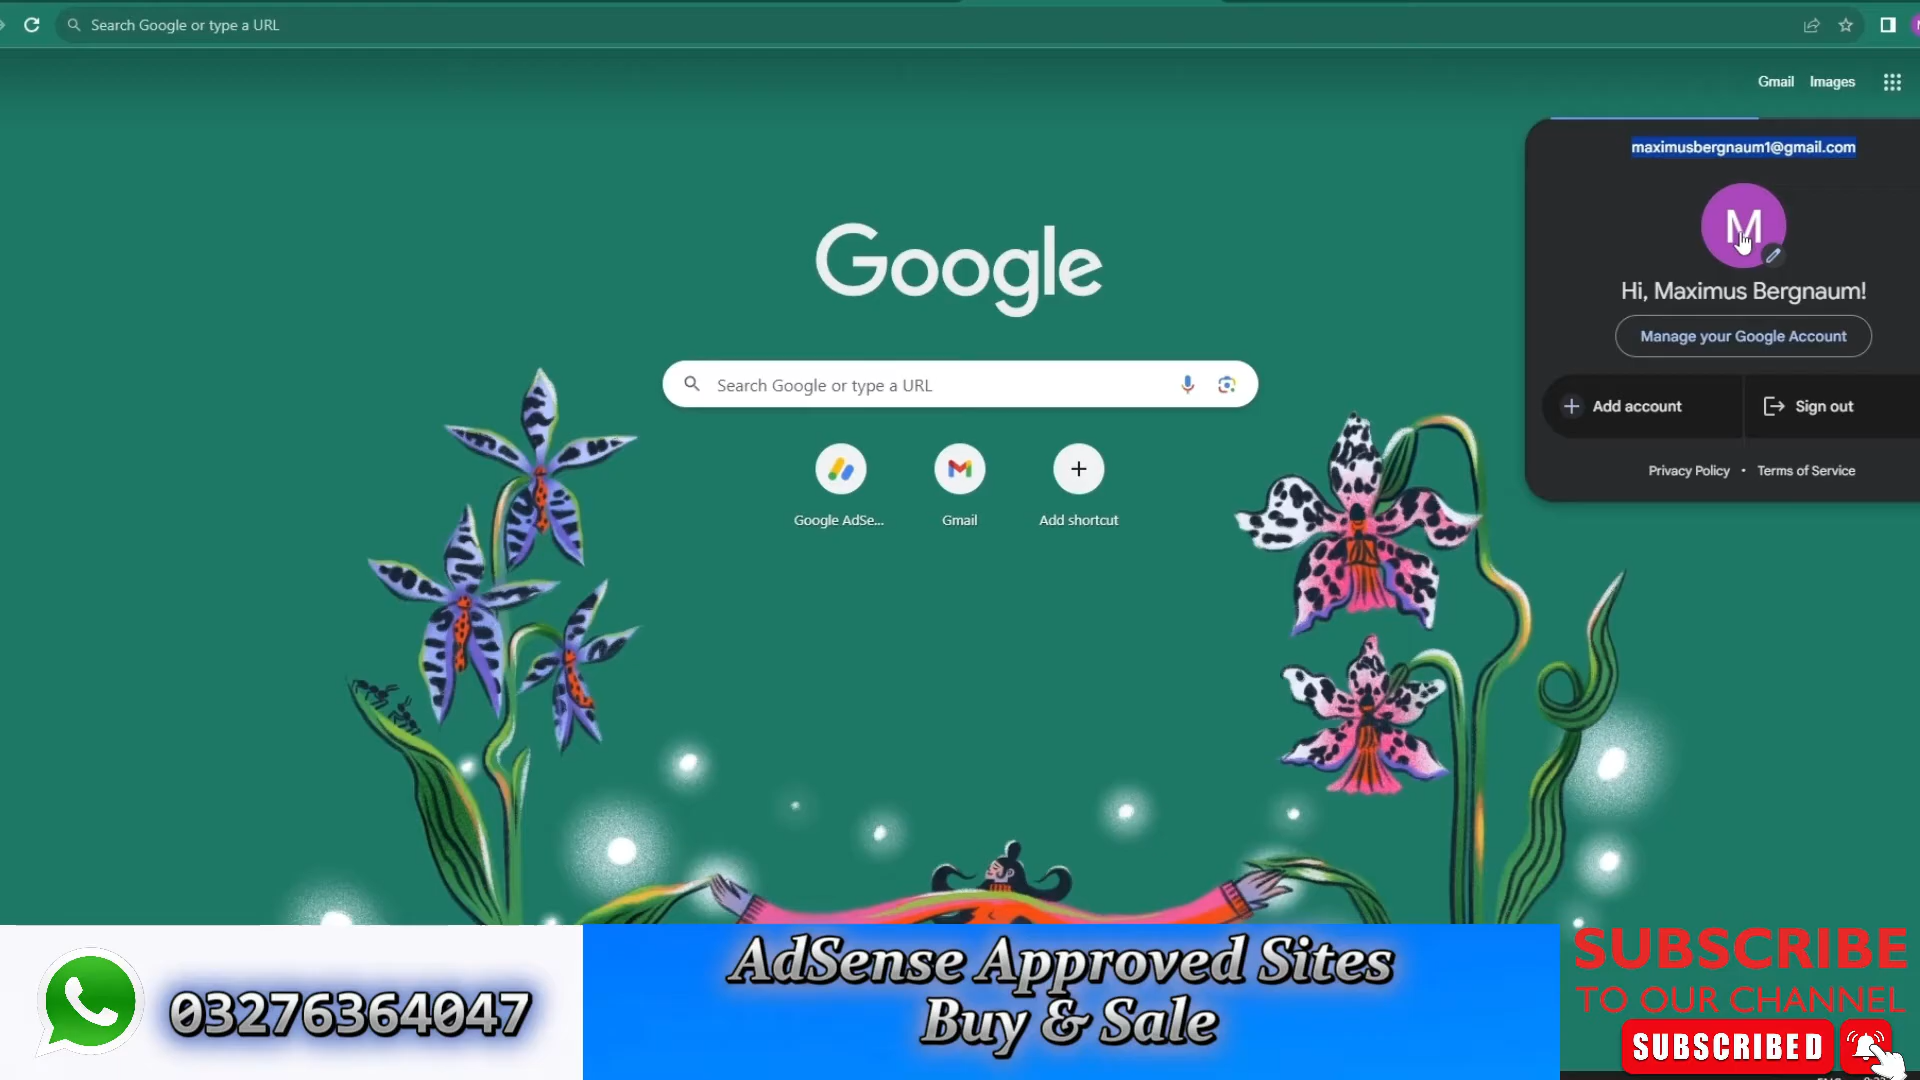 Search Google or type a URL
Gmail Images
maximusbergnaum1@gmail.com
M
Hi, Maximus Bergnaum!
Manage your Google Account
Add account
Sign out
Privacy Policy • Terms of Service
Google
Search Google or type a URL
Google AdSe...
Gmail
Add shortcut
03276364047
AdSense Approved Sites
Buy & Sale
SUBSCRIBE
TO OUR CHANNEL
SUBSCRIBED